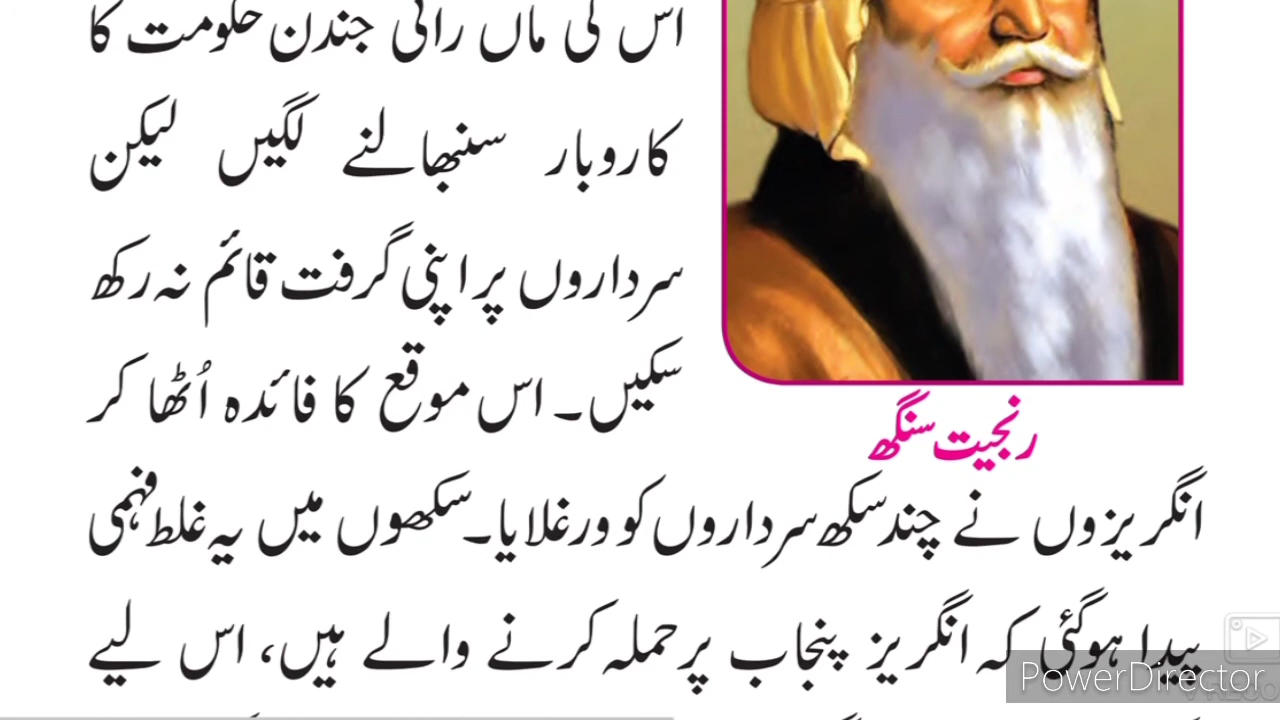 اس کی ماں رانی جندن حکومت کا
کاروبار سنبھالنے لگیں لیکن
سرداروں پر اپنی گرفت قائم نہ رکھ
سکیں۔ اس موقع کا فائدہ اُٹھا کر
رنجیت سنگھ
انگریزوں نے چند سکھ سرداروں کو ورغلایا۔ سکھوں میں یہ غلط فہمی
پیدا ہوگئی کہ انگریز پنجاب پر حملہ کرنے والے ہیں، اس لیے
PowerDirector